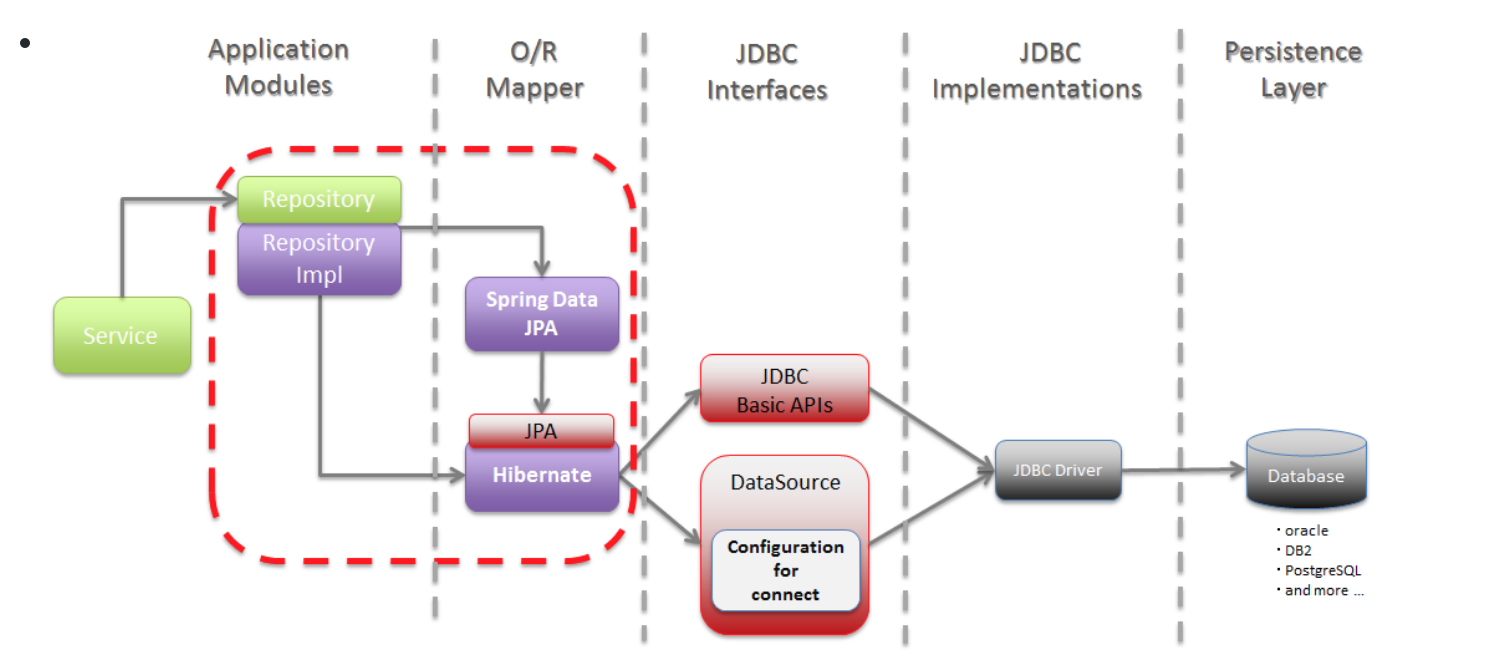 Application
Modules
O/R
Mapper
JDBC
Interfaces
JDBC
Implementations
Persistence
Layer
Repository
Repository
Impl
Service
Spring Data
JPA
JPA
Hibernate
JDBC
Basic APIs
DataSource
Configuration
for
connect
JDBC Driver
Database
・oracle
・DB2
・PostgreSQL
・and more ...